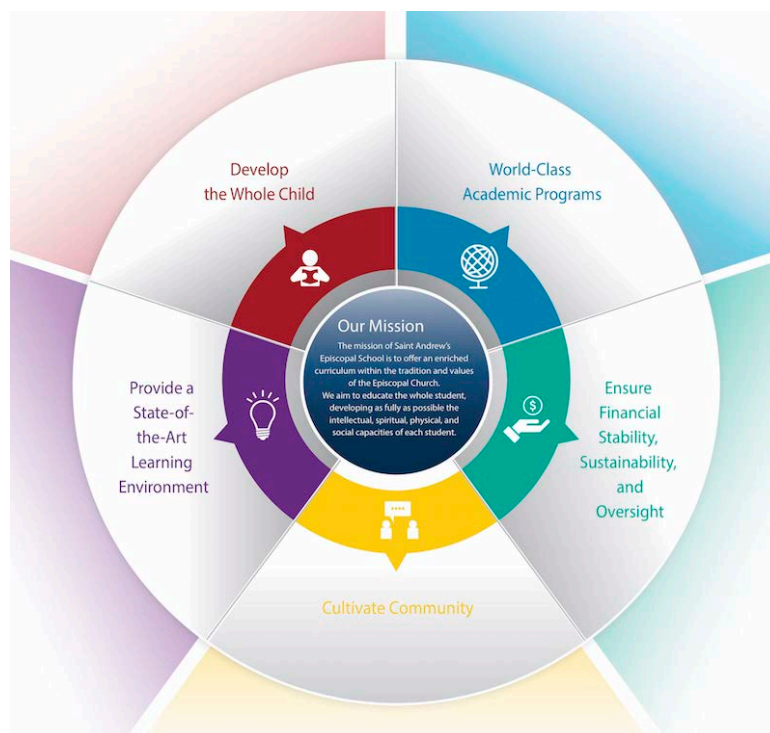 Develop
the Whole Child
World-Class
Academic Programs
Our Mission
The mission of Saint Andrew's
Episcopal School is to offer an enriched
curriculum within the tradition and values
of the Episcopal Church.
We aim to educate the whole student,
developing as fully as possible the
intellectual, spiritual, physical, and
social capacities of each student.
Provide a
State-of-
the-Art
Learning
Environment
$
Ensure
Financial
Stability,
Sustainability,
and
Oversight
Cultivate Community